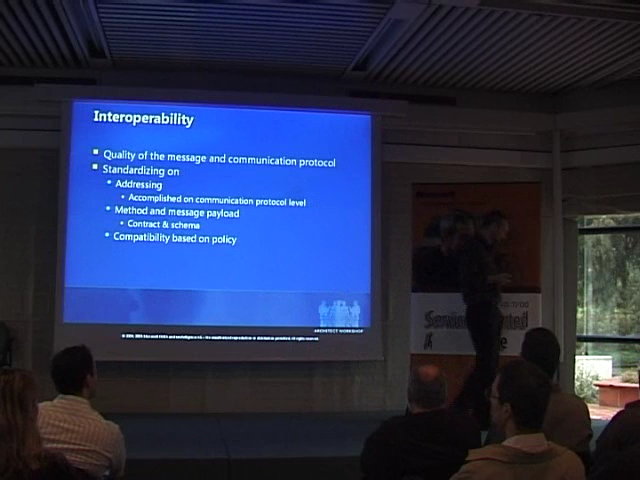 Interoperability
Quality of the message and communication protocol
Standardizing on
Addressing
Accomplished on communication protocol level
Method and message payload
Contract & schema
Compatibility based on policy
ARCHITECT WORKSHOP